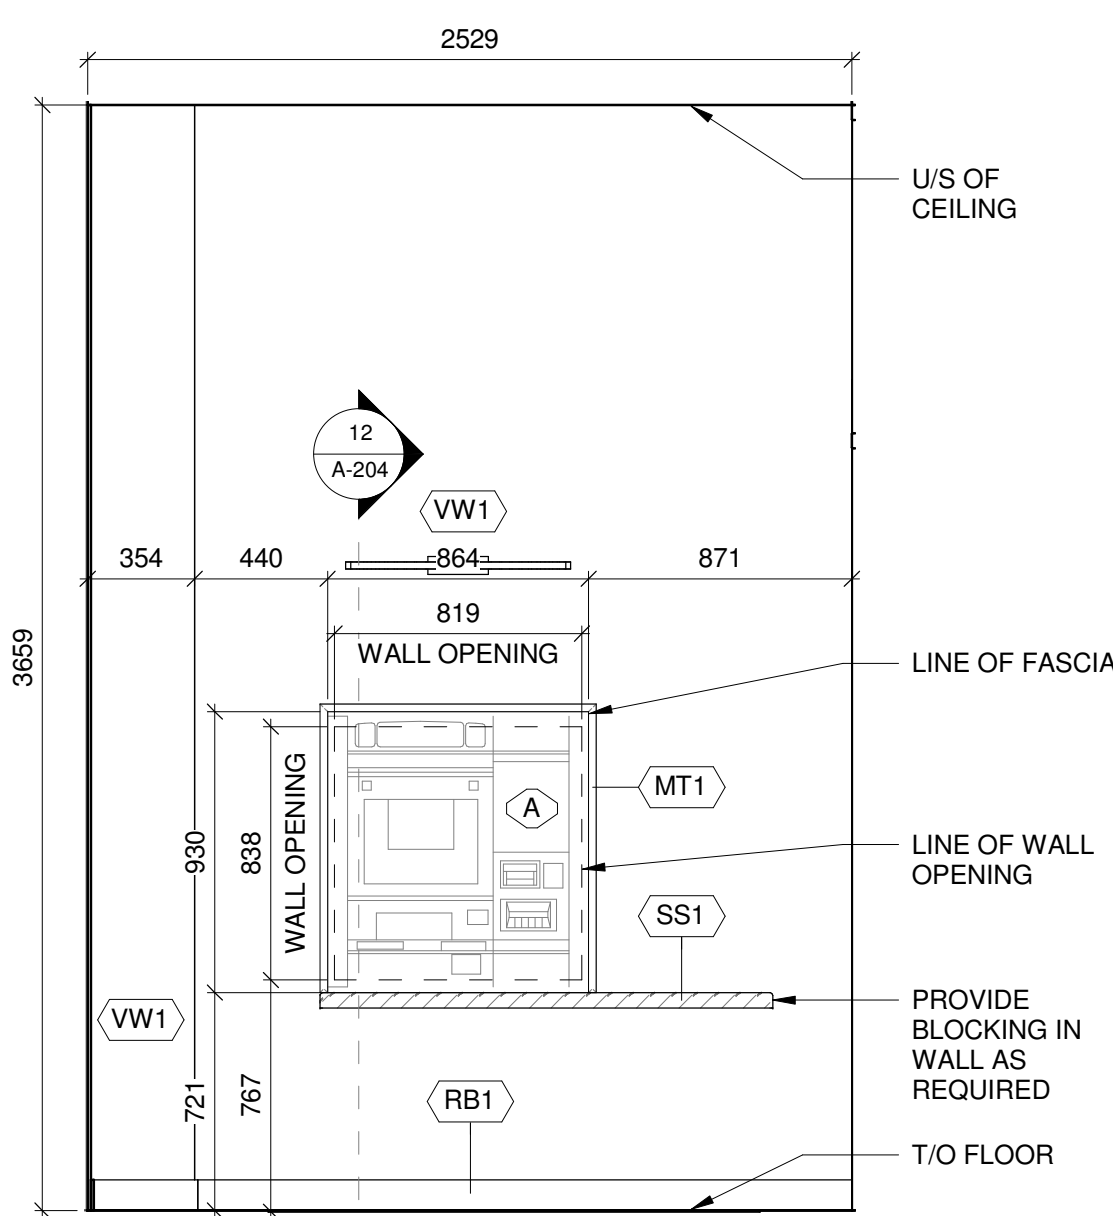 2529
U/S OF
CEILING
12
A-204
VW1
354
440
864
871
3659
819
WALL OPENING
LINE OF FASCIA
MT1
A
WALL OPENING
930
838
LINE OF WALL
OPENING
SS1
PROVIDE
BLOCKING IN
WALL AS
REQUIRED
VW1
721
767
RB1
T/O FLOOR